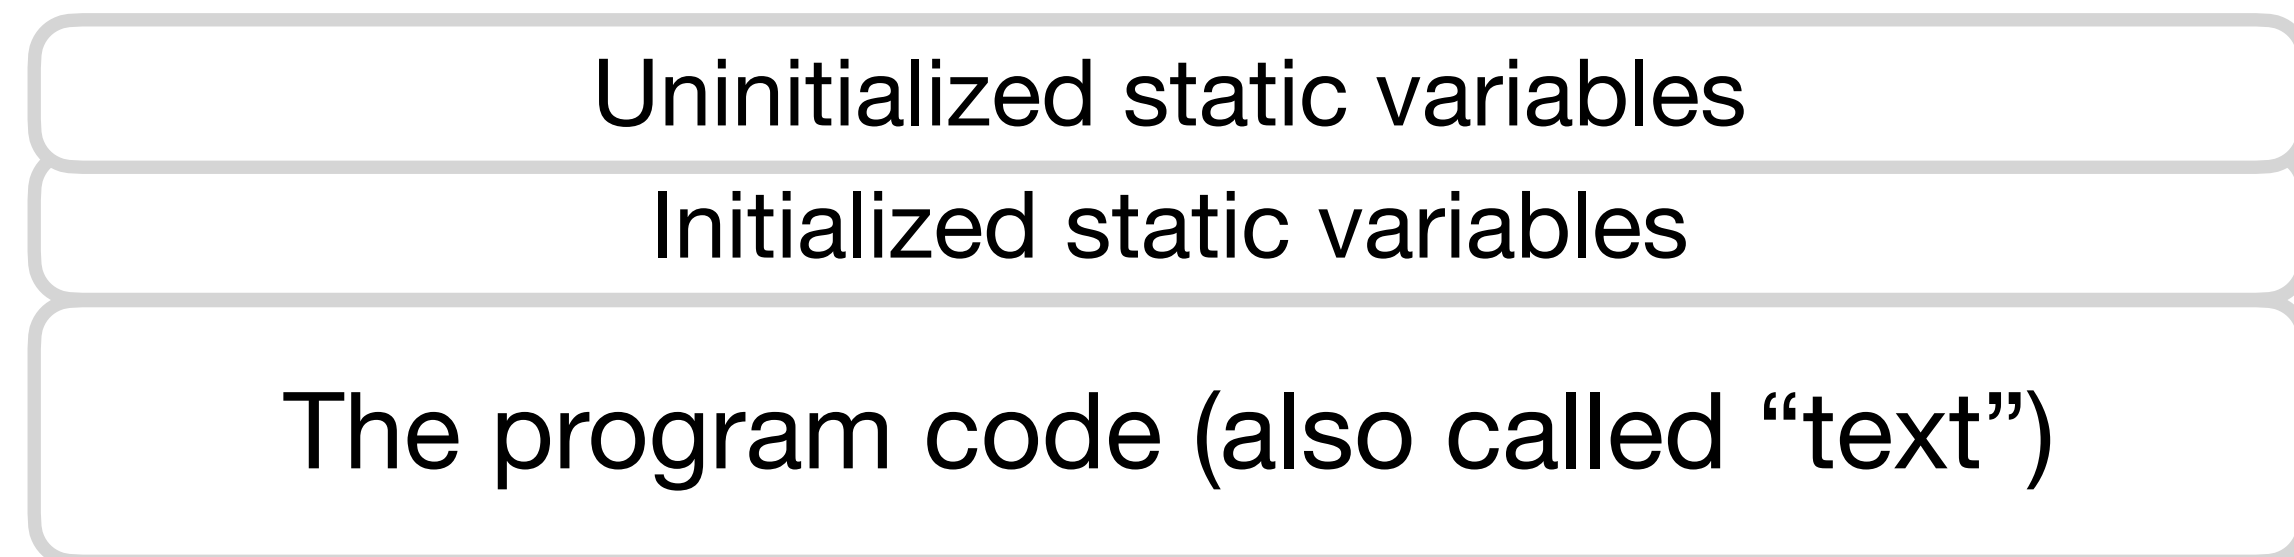 Uninitialized static variables
Initialized static variables
The program code (also called “text”)